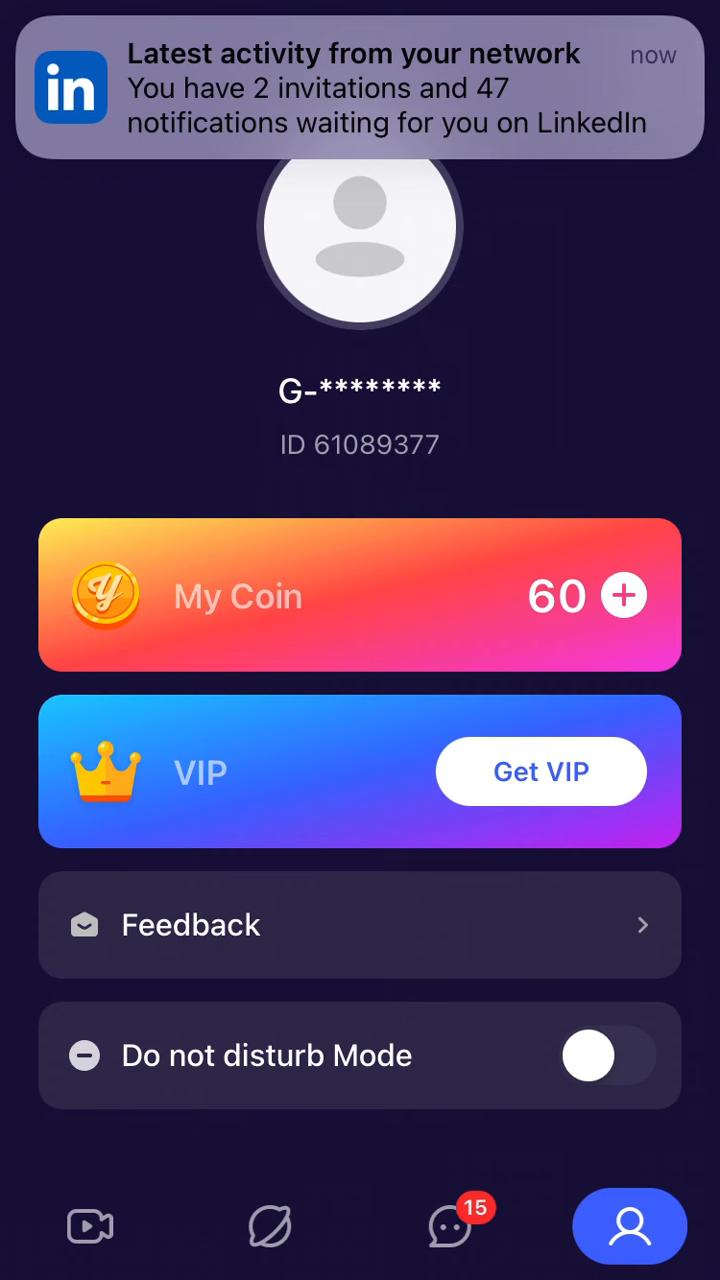 in
Latest activity from your network now
You have 2 invitations and 47
notifications waiting for you on LinkedIn
G-********
ID 61089377
My Coin 60
VIP Get VIP
Feedback
Do not disturb Mode
15